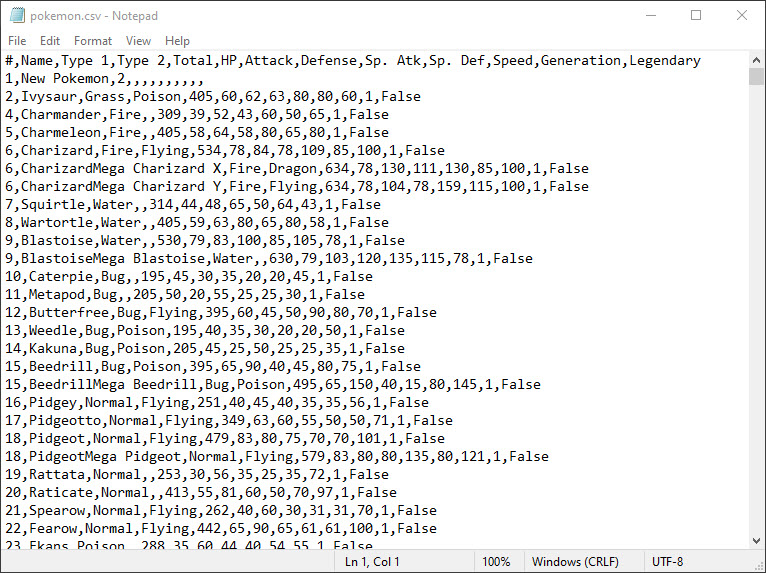 pokemon.csv - Notepad
File Edit Format View Help
#,Name,Type 1,Type 2,Total,HP,Attack,Defense,Sp. Atk,Sp. Def,Speed,Generation,Legendary
1,New Pokemon,2,,,,,,,,,,
2,Ivysaur,Grass,Poison,405,60,62,63,80,80,60,1,False
4,Charmander,Fire,,309,39,52,43,60,50,65,1,False
5,Charmeleon,Fire,,405,58,64,58,80,65,80,1,False
6,Charizard,Fire,Flying,534,78,84,78,109,85,100,1,False
6,CharizardMega Charizard X,Fire,Dragon,634,78,130,111,130,85,100,1,False
6,CharizardMega Charizard Y,Fire,Flying,634,78,104,78,159,115,100,1,False
7,Squirtle,Water,,314,44,48,65,50,64,43,1,False
8,Wartortle,Water,,405,59,63,80,65,80,58,1,False
9,Blastoise,Water,,530,79,83,100,85,105,78,1,False
9,BlastoiseMega Blastoise,Water,,630,79,103,120,135,115,78,1,False
10,Caterpie,Bug,,195,45,30,35,20,20,45,1,False
11,Metapod,Bug,,205,50,20,55,25,25,30,1,False
12,Butterfree,Bug,Flying,395,60,45,50,90,80,70,1,False
13,Weedle,Bug,Poison,195,40,35,30,20,20,50,1,False
14,Kakuna,Bug,Poison,205,45,25,50,25,25,35,1,False
15,Beedrill,Bug,Poison,395,65,90,40,45,80,75,1,False
15,BeedrillMega Beedrill,Bug,Poison,495,65,150,40,15,80,145,1,False
16,Pidgey,Normal,Flying,251,40,45,40,35,35,56,1,False
17,Pidgeotto,Normal,Flying,349,63,60,55,50,50,71,1,False
18,Pidgeot,Normal,Flying,479,83,80,75,70,70,101,1,False
18,PidgeotMega Pidgeot,Normal,Flying,579,83,80,80,135,80,121,1,False
19,Rattata,Normal,,253,30,56,35,25,35,72,1,False
20,Raticate,Normal,,413,55,81,60,50,70,97,1,False
21,Spearow,Normal,Flying,262,40,60,30,31,31,70,1,False
22,Fearow,Normal,Flying,442,65,90,65,61,61,100,1,False
23,Ekans,Poison,,288,35,60,44,40,54,55,1,False
Ln 1, Col 1 100% Windows (CRLF) UTF-8